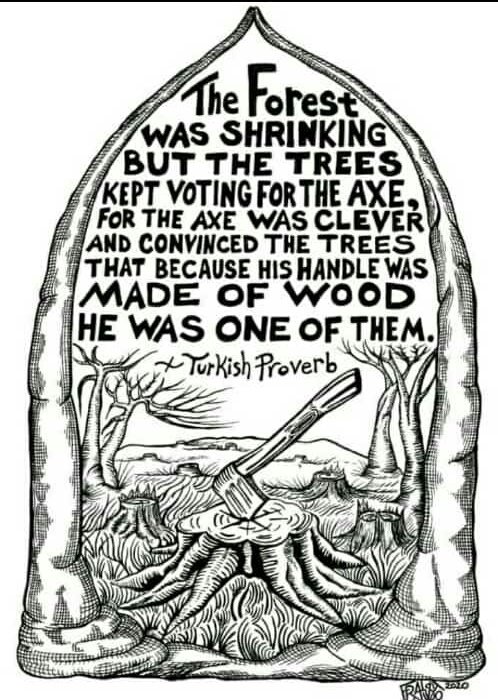 The Forest
WAS SHRINKING
BUT THE TREES
KEPT VOTING FOR THE AXE,
FOR THE AXE WAS CLEVER
AND CONVINCED THE TREES
THAT BECAUSE HIS HANDLE WAS
MADE OF WOOD
HE WAS ONE OF THEM.
~ Turkish Proverb
2020